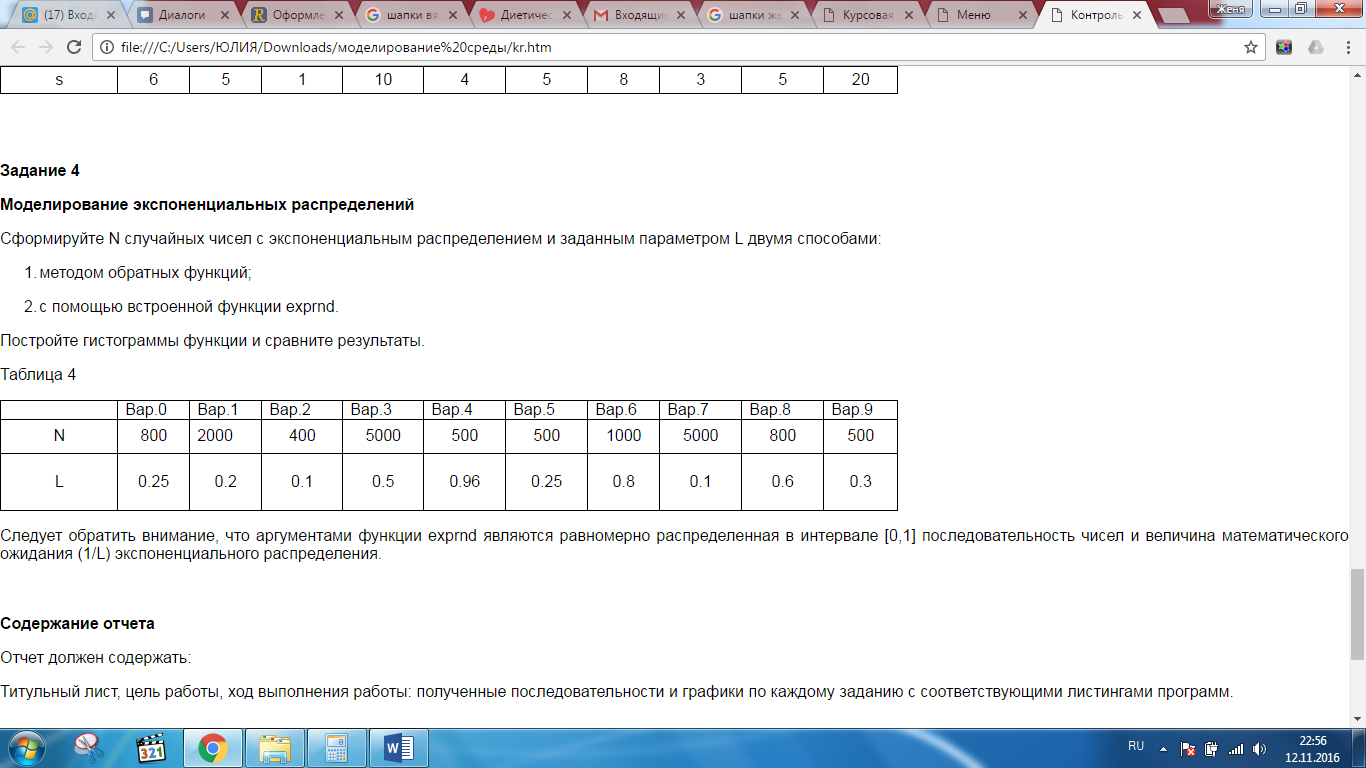 (17) Входя
Диалоги
Оформле
шапки вя
Диетичес
Входящие
шапки же
Курсовая
Меню
Контроль
Женя
file:///C:/Users/ЮЛИЯ/Downloads/моделирование%20среды/kr.htm
s 6 5 1 10 4 5 8 3 5 20
Задание 4
Моделирование экспоненциальных распределений
Сформируйте N случайных чисел с экспоненциальным распределением и заданным параметром L двумя способами:
1. методом обратных функций;
2. с помощью встроенной функции exprnd.
Постройте гистограммы функции и сравните результаты.
Таблица 4
Вар.0 Вар.1 Вар.2 Вар.3 Вар.4 Вар.5 Вар.6 Вар.7 Вар.8 Вар.9
N 800 2000 400 5000 500 500 1000 5000 800 500
L 0.25 0.2 0.1 0.5 0.96 0.25 0.8 0.1 0.6 0.3
Следует обратить внимание, что аргументами функции exprnd являются равномерно распределенная в интервале [0,1] последовательность чисел и величина математического
ожидания (1/L) экспоненциального распределения.
Содержание отчета
Отчет должен содержать:
Титульный лист, цель работы, ход выполнения работы: полученные последовательности и графики по каждому заданию с соответствующими листингами программ.
321
RU
22:56
12.11.2016